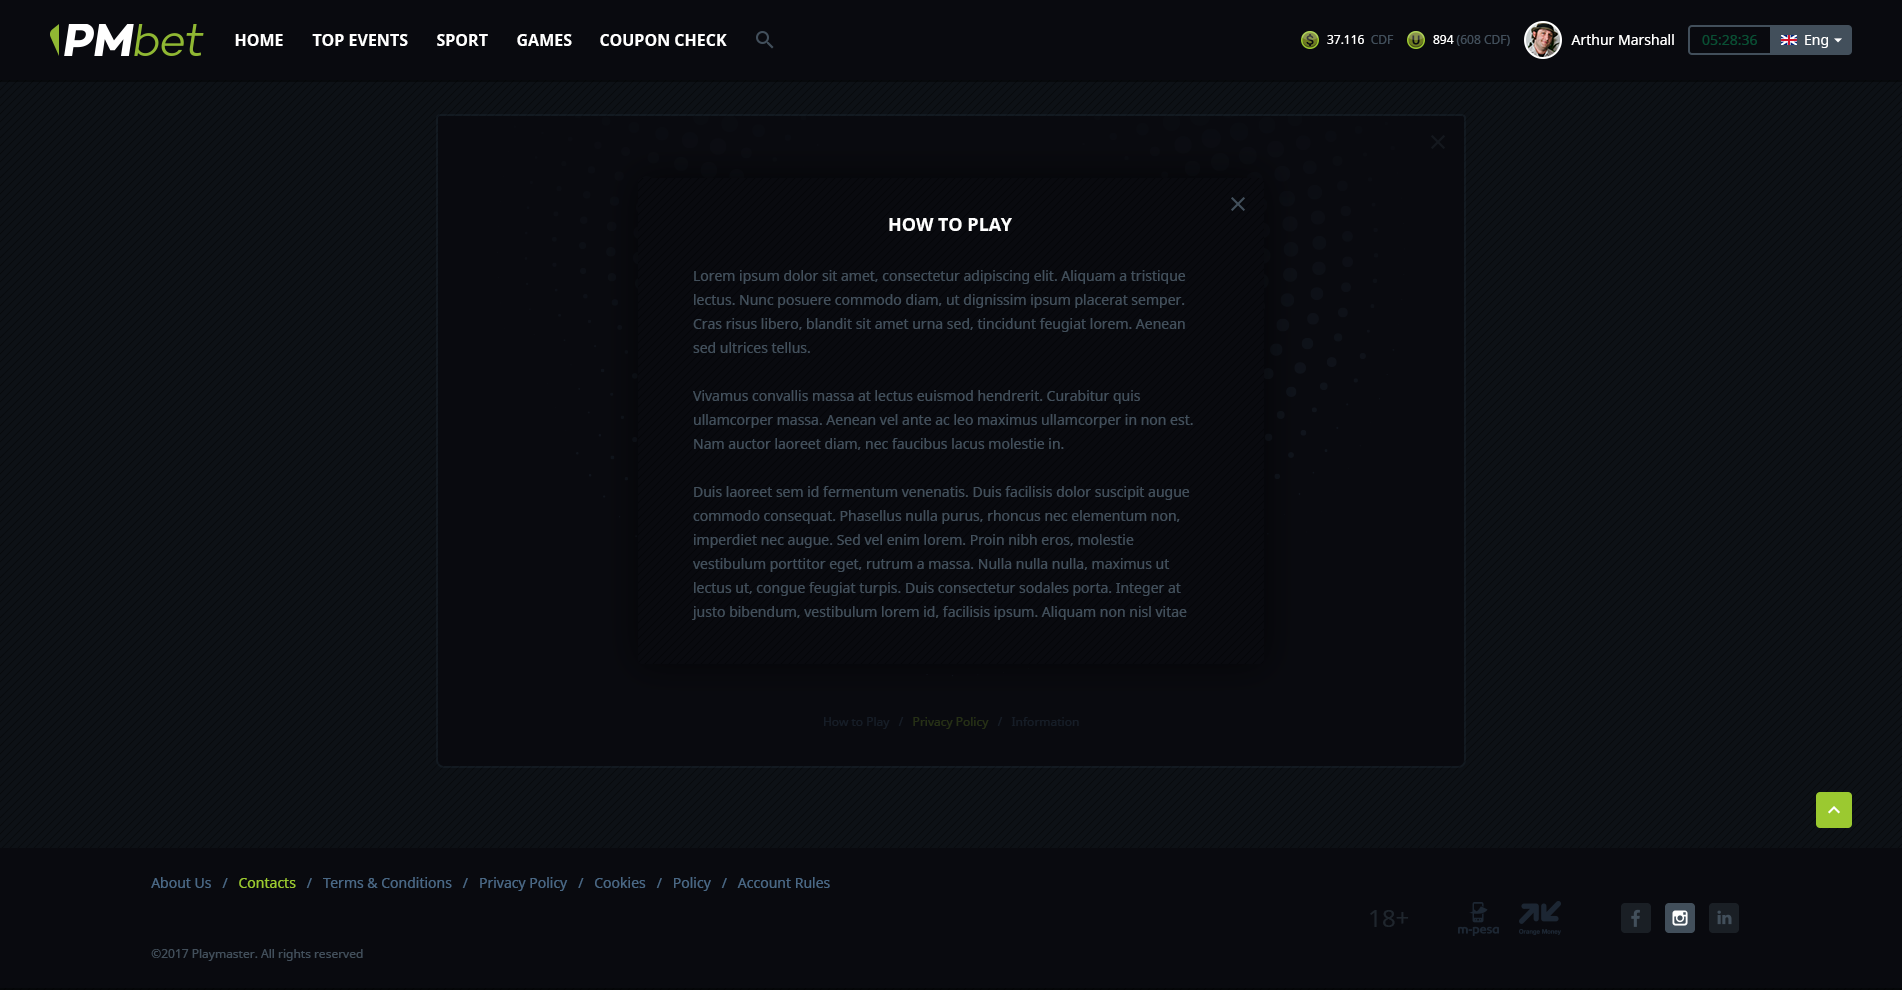 PMbet HOME TOP EVENTS SPORT GAMES COUPON CHECK 37.116 CDF 894 (608 CDF) Arthur Marshall 05:28:36 Eng
HOW TO PLAY
Lorem ipsum dolor sit amet, consectetur adipiscing elit. Aliquam a tristique
lectus. Nunc posuere commodo diam, ut dignissim ipsum placerat semper.
Cras risus libero, blandit sit amet urna sed, tincidunt feugiat lorem. Aenean
sed ultrices tellus.
Vivamus convallis massa at lectus euismod hendrerit. Curabitur quis
ullamcorper massa. Aenean vel ante ac leo maximus ullamcorper in non est.
Nam auctor laoreet diam, nec faucibus lacus molestie in.
Duis laoreet sem id fermentum venenatis. Duis facilisis dolor suscipit augue
commodo consequat. Phasellus nulla purus, rhoncus nec elementum non,
imperdiet nec augue. Sed vel enim lorem. Proin nibh eros, molestie
vestibulum porttitor eget, rutrum a massa. Nulla nulla nulla, maximus ut
lectus ut, congue feugiat turpis. Duis consectetur sodales porta. Integer at
justo bibendum, vestibulum lorem id, facilisis ipsum. Aliquam non nisl vitae
How to Play / Privacy Policy / Information
About Us / Contacts / Terms & Conditions / Privacy Policy / Cookies / Policy / Account Rules
18+ m-pesa Orange Money f in
©2017 Playmaster. All rights reserved